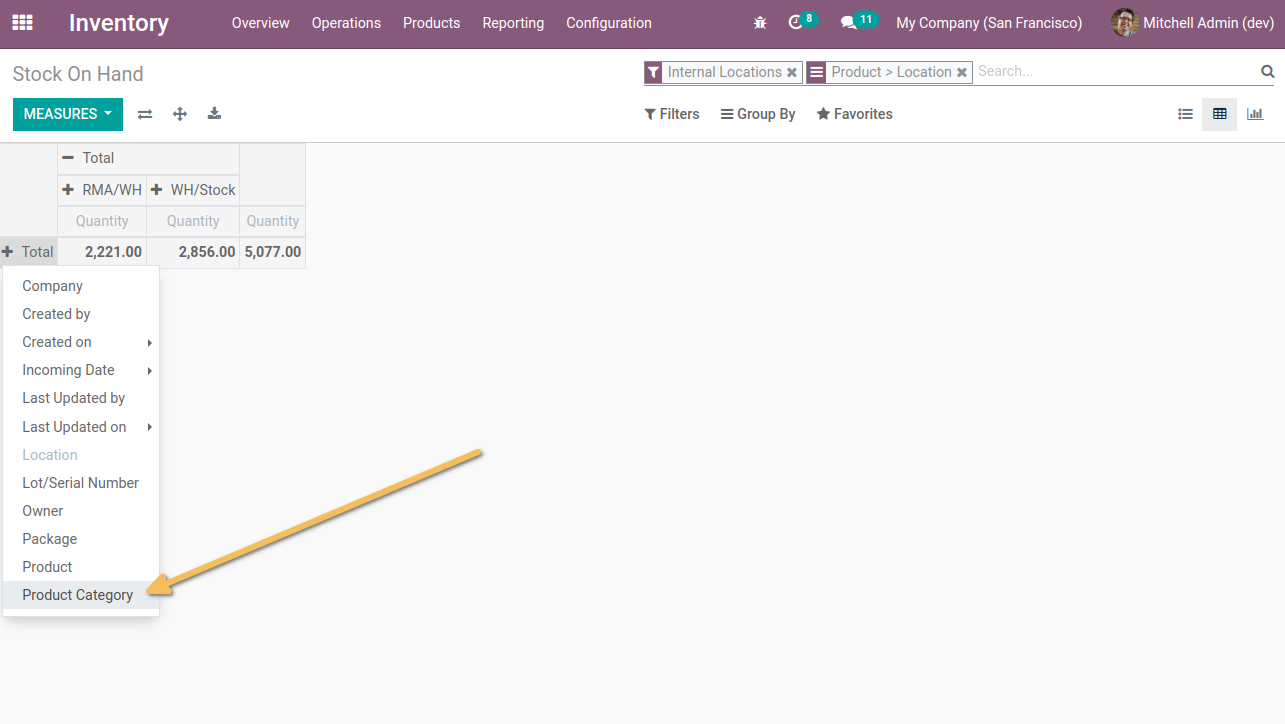 Inventory Overview Operations Products Reporting Configuration 8 11 My Company (San Francisco) Mitchell Admin (dev)
Stock On Hand
Internal Locations Product > Location Search...
MEASURES
Filters Group By Favorites
Total
RMA/WH WH/Stock
Quantity Quantity Quantity
Total 2,221.00 2,856.00 5,077.00
Company
Created by
Created on
Incoming Date
Last Updated by
Last Updated on
Location
Lot/Serial Number
Owner
Package
Product
Product Category